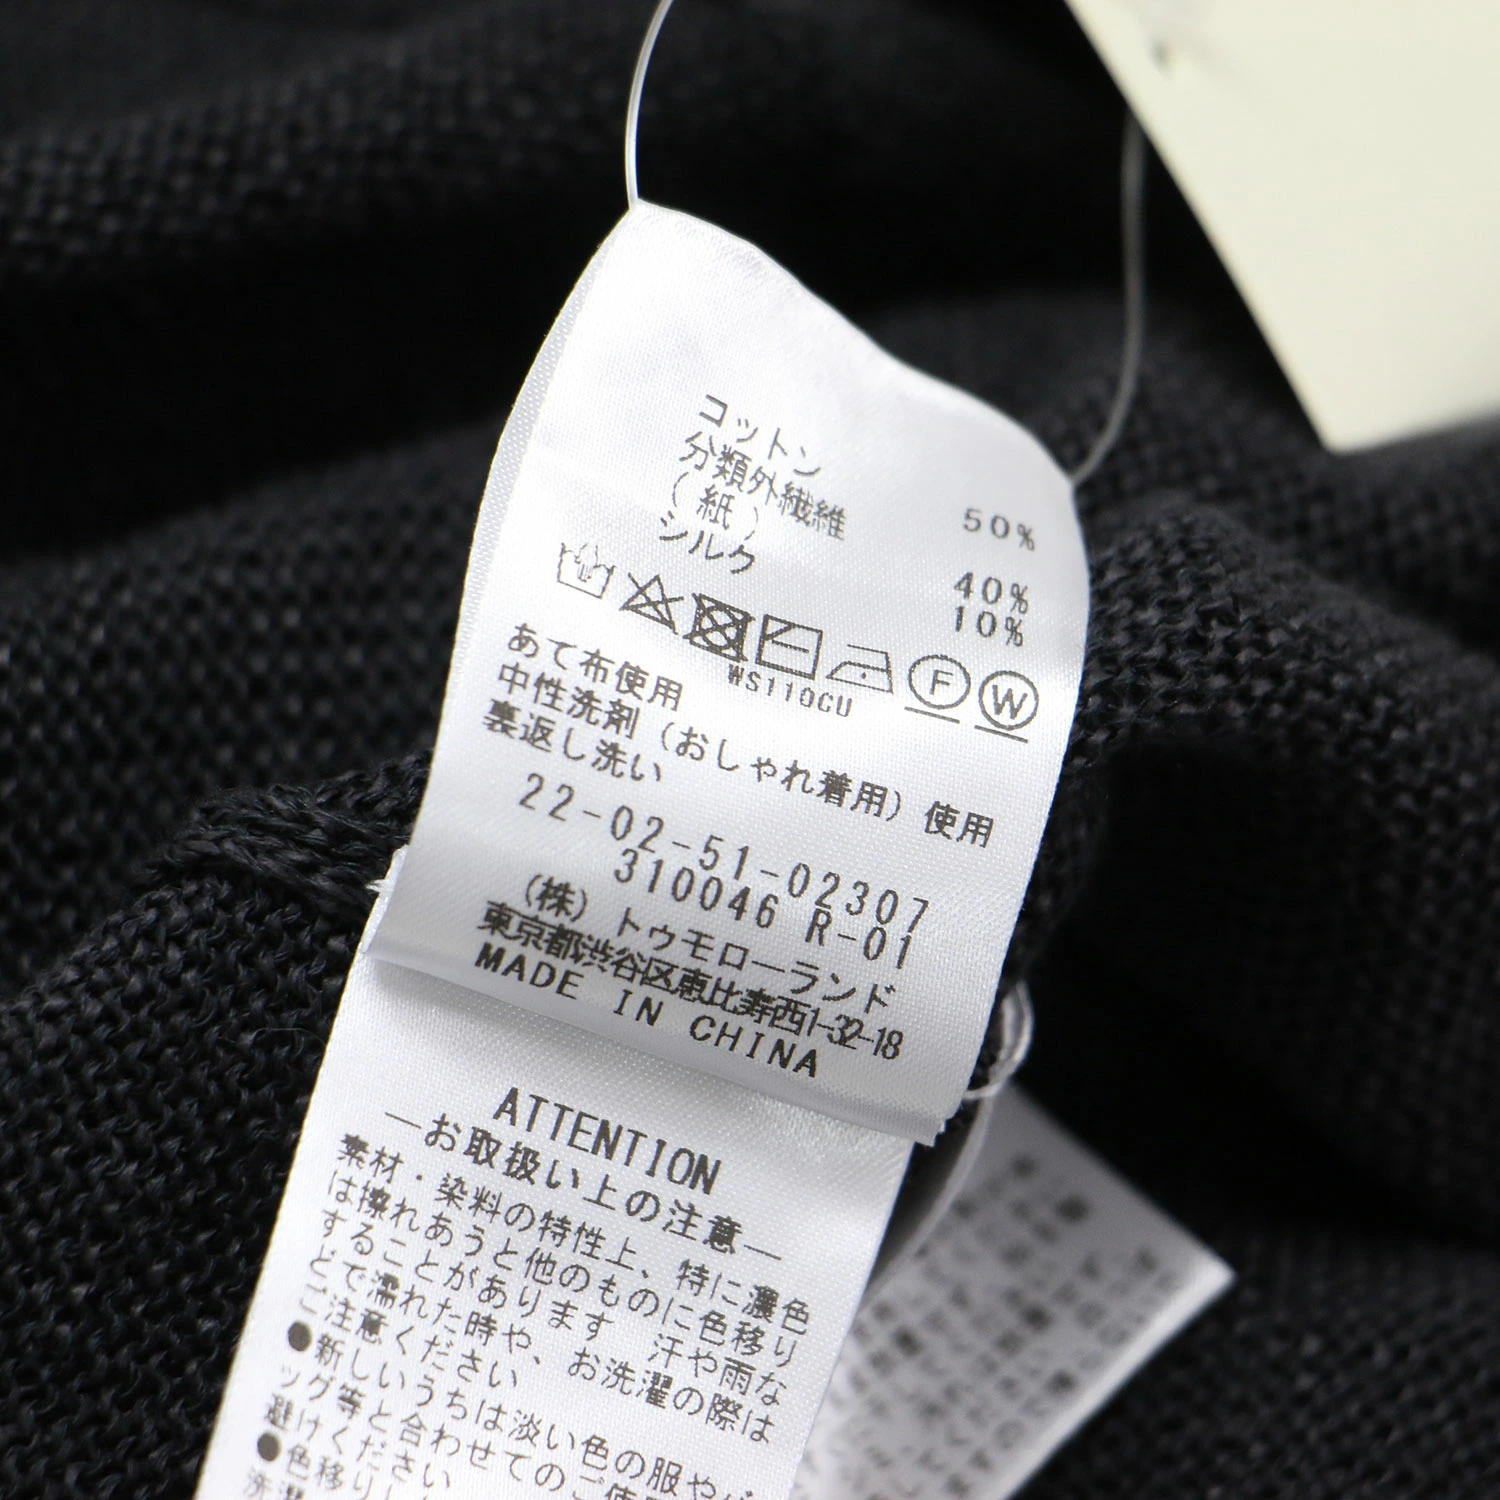 コットン 50%
分類外繊維
(紙) 40%
シルク 10%
WS110CU
F W
あて布使用
中性洗剤(おしゃれ着用)使用
裏返し洗い
22-02-51-02307
310046 R-01
(株)トゥモローランド
東京都渋谷区恵比寿西1-32-18
MADE IN CHINA
ATTENTION
―お取扱い上の注意―
素材・染料の特性上、特に濃色
は擦れあうと他のものに色移り
することがあります 汗や雨な
どで濡れた時や、お洗濯の際は
ご注意ください
●新しいうちは淡い色の服や
ッグ等と合わせてのご使
避けください
●色移り
洗濯